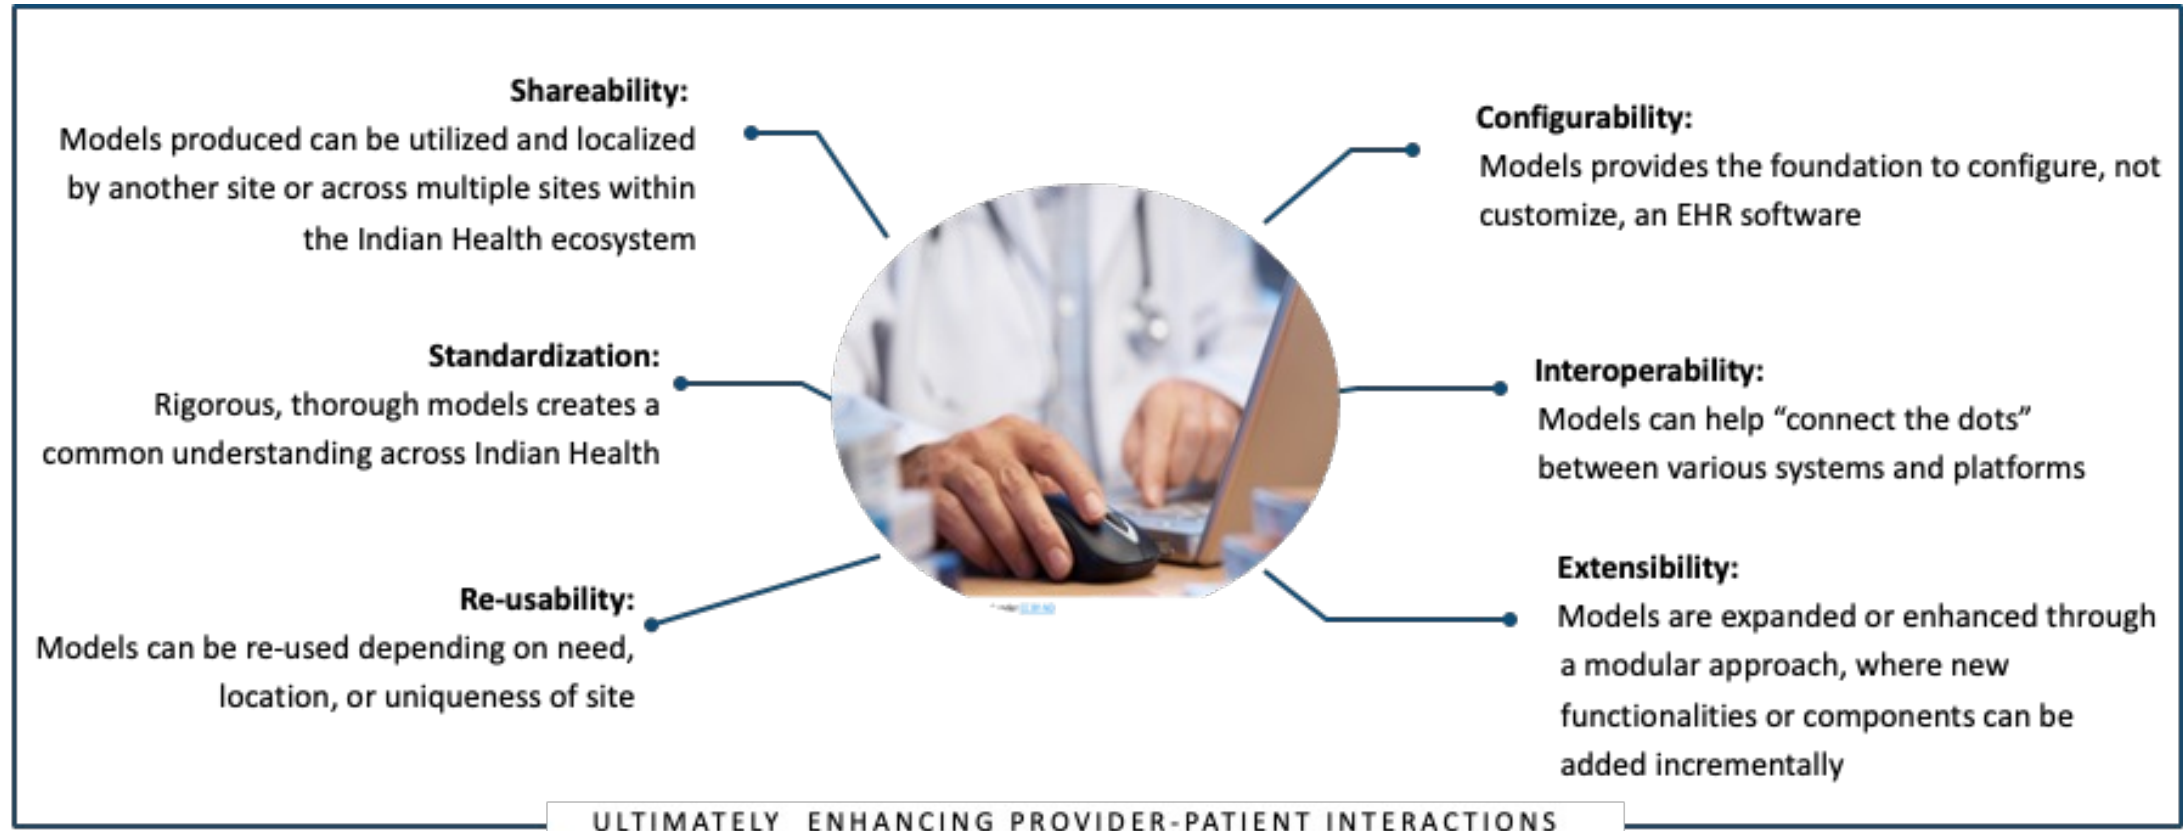 Shareability:
Models produced can be utilized and localized
by another site or across multiple sites within
the Indian Health ecosystem
Standardization:
Rigorous, thorough models creates a
common understanding across Indian Health
Re-usability:
Models can be re-used depending on need,
location, or uniqueness of site
Configurability:
Models provides the foundation to configure, not
customize, an EHR software
Interoperability:
Models can help “connect the dots”
between various systems and platforms
Extensibility:
Models are expanded or enhanced through
a modular approach, where new
functionalities or components can be
added incrementally
ULTIMATELY ENHANCING PROVIDER-PATIENT INTERACTIONS